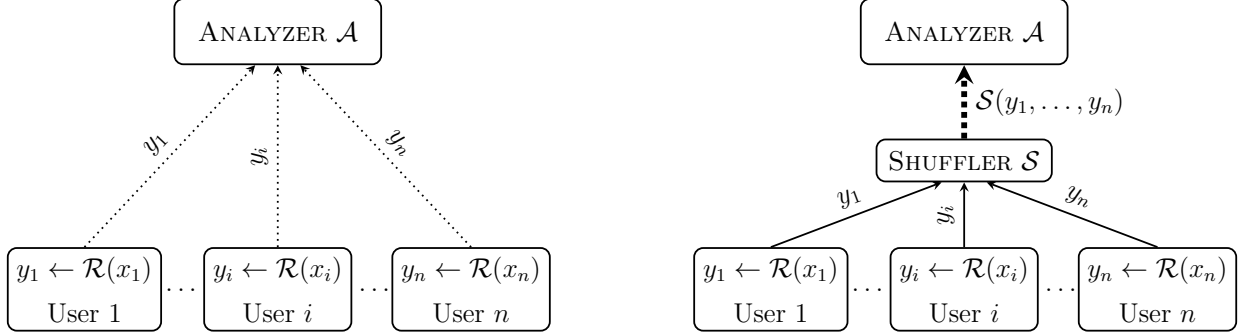 ANALYZER 𝒜
y₁
yᵢ
yₙ
y₁ ← ℛ(x₁)
User 1
...
yᵢ ← ℛ(xᵢ)
User i
...
yₙ ← ℛ(xₙ)
User n
ANALYZER 𝒜
𝒮(y₁, . . . , yₙ)
SHUFFLER 𝒮
y₁
yᵢ
yₙ
y₁ ← ℛ(x₁)
User 1
...
yᵢ ← ℛ(xᵢ)
User i
...
yₙ ← ℛ(xₙ)
User n